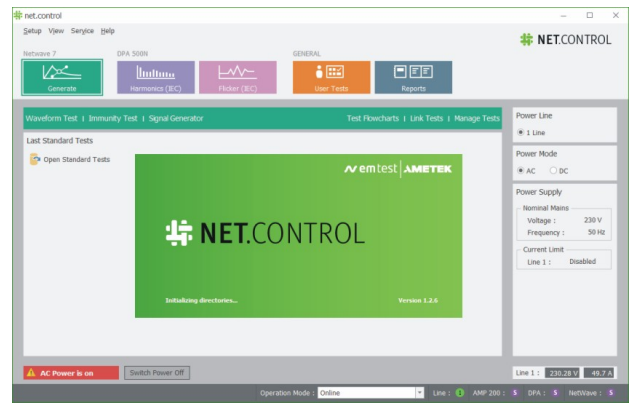 net.control
Setup View Service Help
NET.CONTROL
Netwave 7 DPA 500N GENERAL
Generate Harmonics (IEC) Flicker (IEC) User Tests Reports
Waveform Test | Immunity Test | Signal Generator Test Flowcharts | Link Tests | Manage Tests
Last Standard Tests
Open Standard Tests
em test AMETEK
NET.CONTROL
Initializing directories... Version 1.2.6
Power Line
1 Line
Power Mode
AC DC
Power Supply
Nominal Mains
Voltage : 230 V
Frequency : 50 Hz
Current Limit
Line 1 : Disabled
AC Power is on Switch Power Off Line 1 : 230.28 V 49.7 A
Operation Mode : Online Line : 1 AMP 200 : S DPA : S NetWave : S